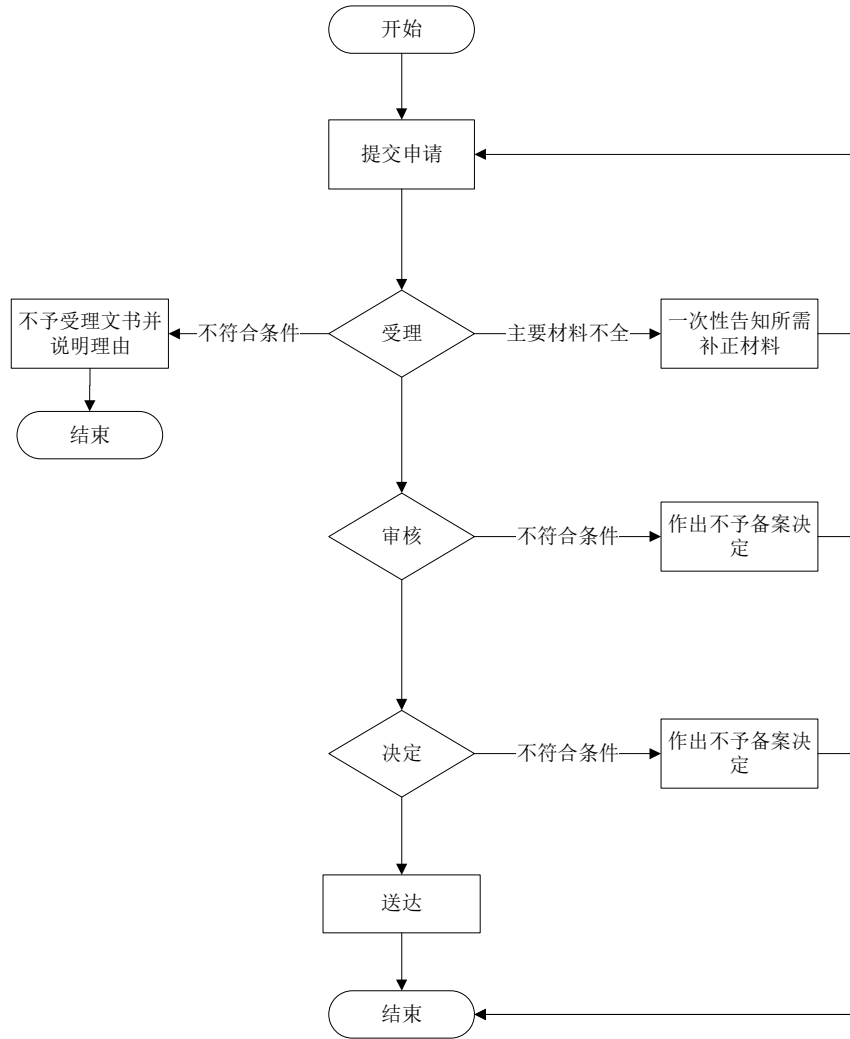 开始
提交申请
不予受理文书并
说明理由
不符合条件
受理
主要材料不全
一次性告知所需
补正材料
结束
审核
不符合条件
作出不予备案决
定
决定
不符合条件
作出不予备案决
定
送达
结束